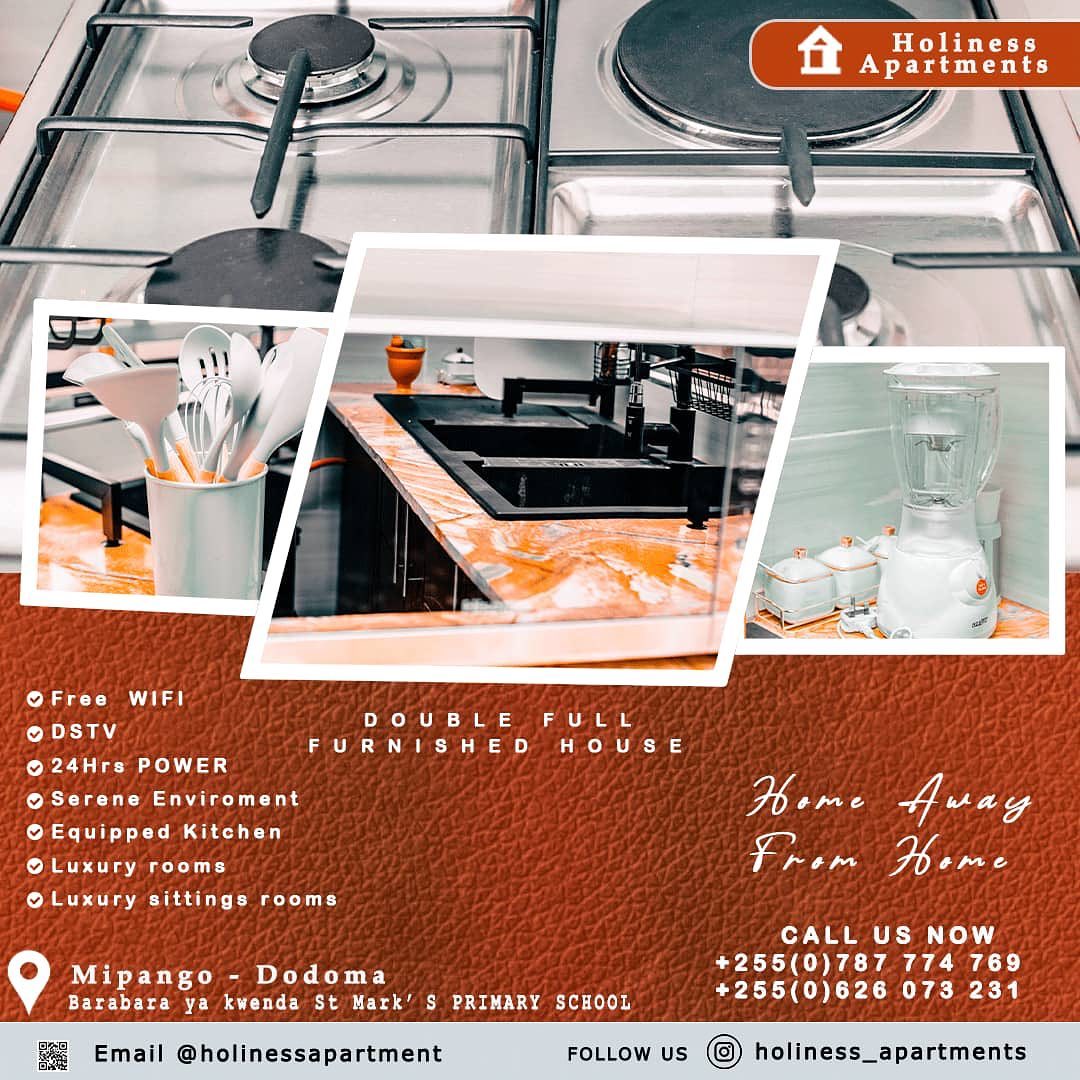 Holiness
Apartments
Free WIFI
DSTV
24Hrs POWER
Serene Enviroment
Equipped Kitchen
Luxury rooms
Luxury sittings rooms
DOUBLE FULL
FURNISHED HOUSE
Home Away
From Home
CALL US NOW
+255(0)787 774 769
+255(0)626 073 231
Mipango - Dodoma
Barabara ya kwenda St Mark’ S PRIMARY SCHOOL
Email @holinessapartment
FOLLOW US holiness_apartments